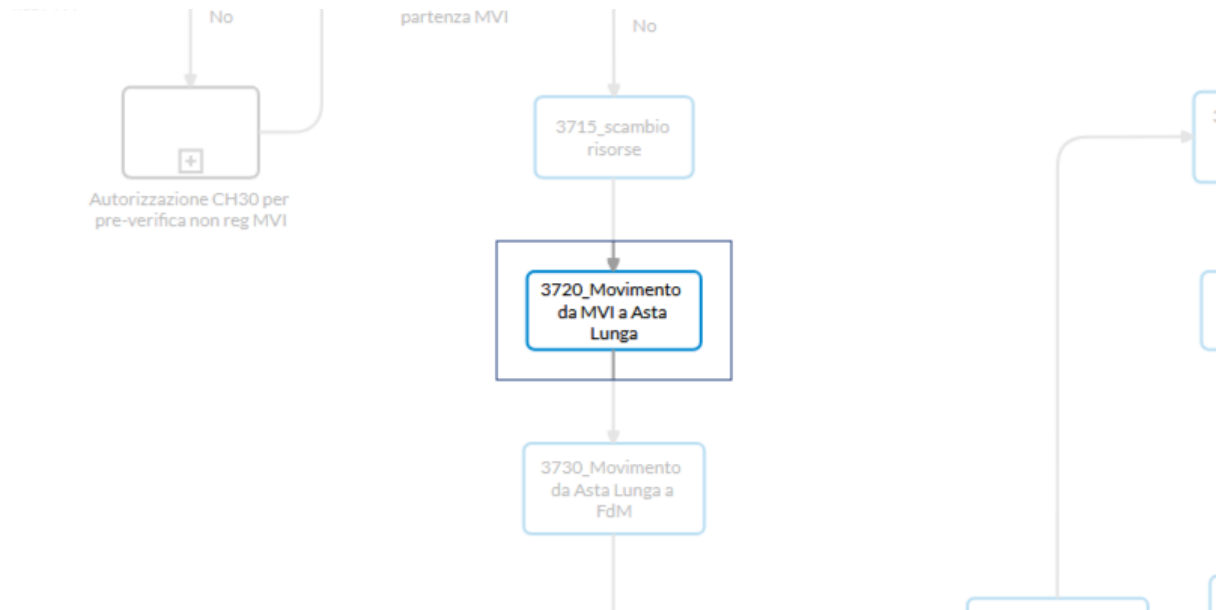 No
partenza MVI
No
3715_scambio
risorse
Autorizzazione CH30 per
pre-verifica non reg MVI
3720_Movimento
da MVI a Asta
Lunga
3730_Movimento
da Asta Lunga a
FdM